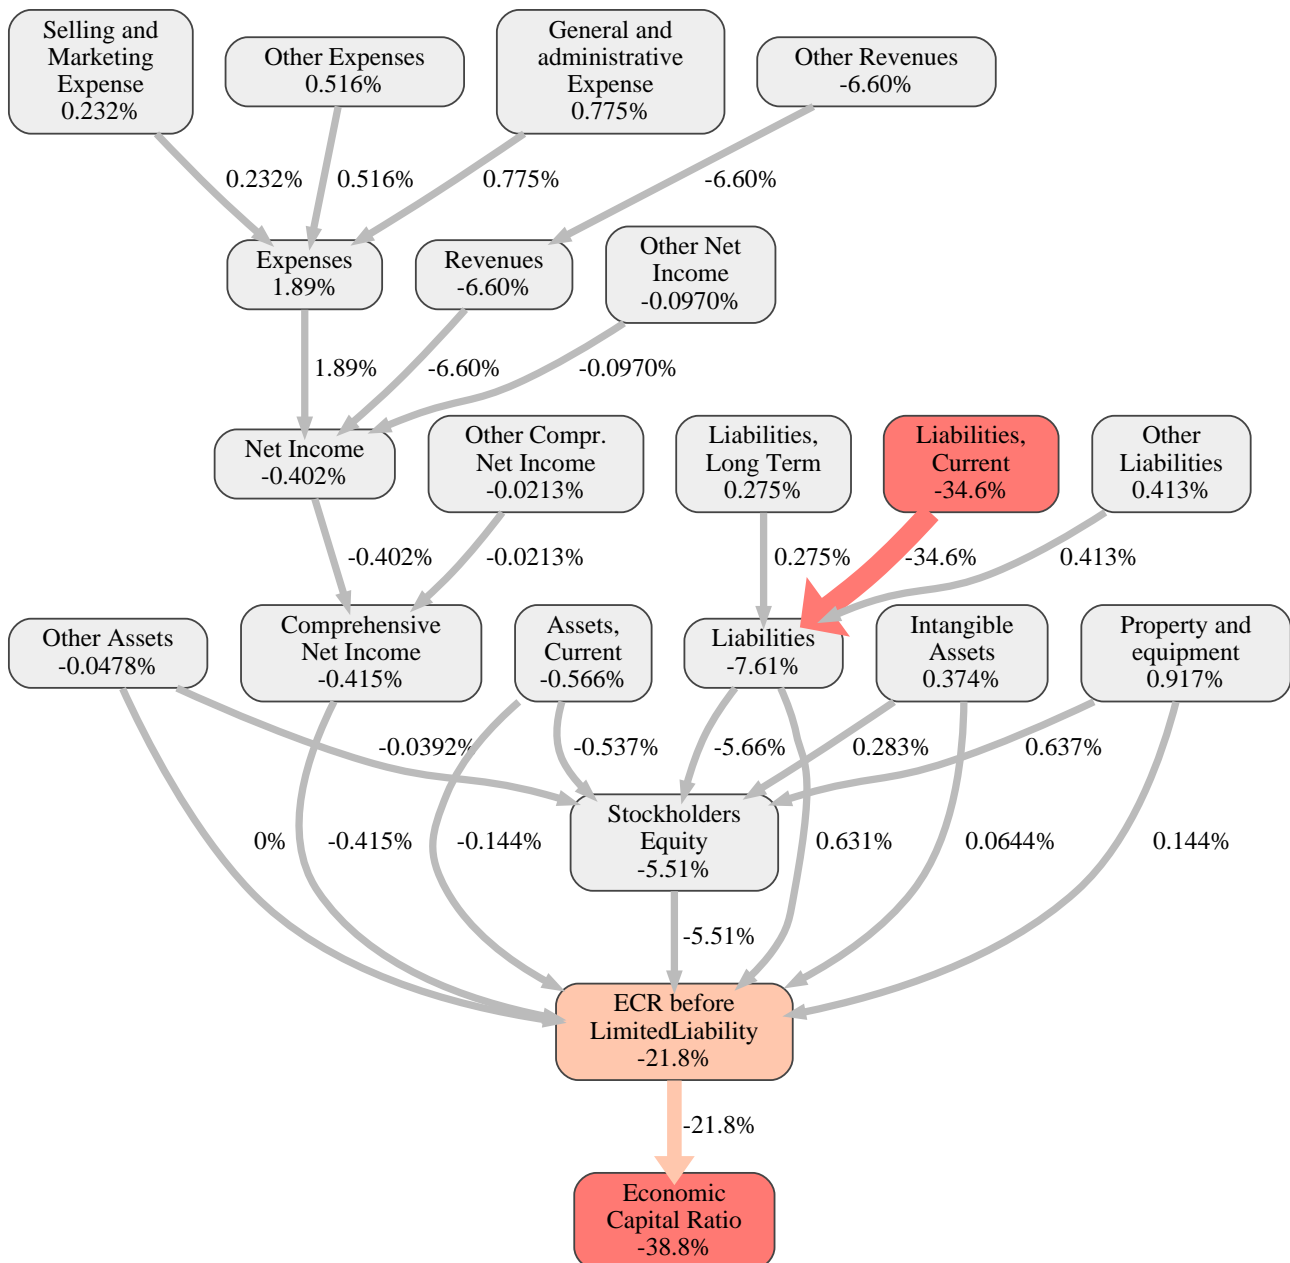 Selling and
Marketing
Expense
0.232%
Other Expenses
0.516%
General and
administrative
Expense
0.775%
Other Revenues
-6.60%
0.232%
0.516%
0.775%
-6.60%
Expenses
1.89%
Revenues
-6.60%
Other Net
Income
-0.0970%
1.89%
-6.60%
-0.0970%
Net Income
-0.402%
Other Compr.
Net Income
-0.0213%
Liabilities,
Long Term
0.275%
Liabilities,
Current
-34.6%
Other
Liabilities
0.413%
-0.402%
-0.0213%
0.275%
-34.6%
0.413%
Other Assets
-0.0478%
Comprehensive
Net Income
-0.415%
Assets,
Current
-0.566%
Liabilities
-7.61%
Intangible
Assets
0.374%
Property and
equipment
0.917%
-0.0392%
-0.537%
-5.66%
0.283%
0.637%
Stockholders
Equity
-5.51%
0%
-0.415%
-0.144%
0.631%
0.0644%
0.144%
-5.51%
ECR before
LimitedLiability
-21.8%
-21.8%
Economic
Capital Ratio
-38.8%